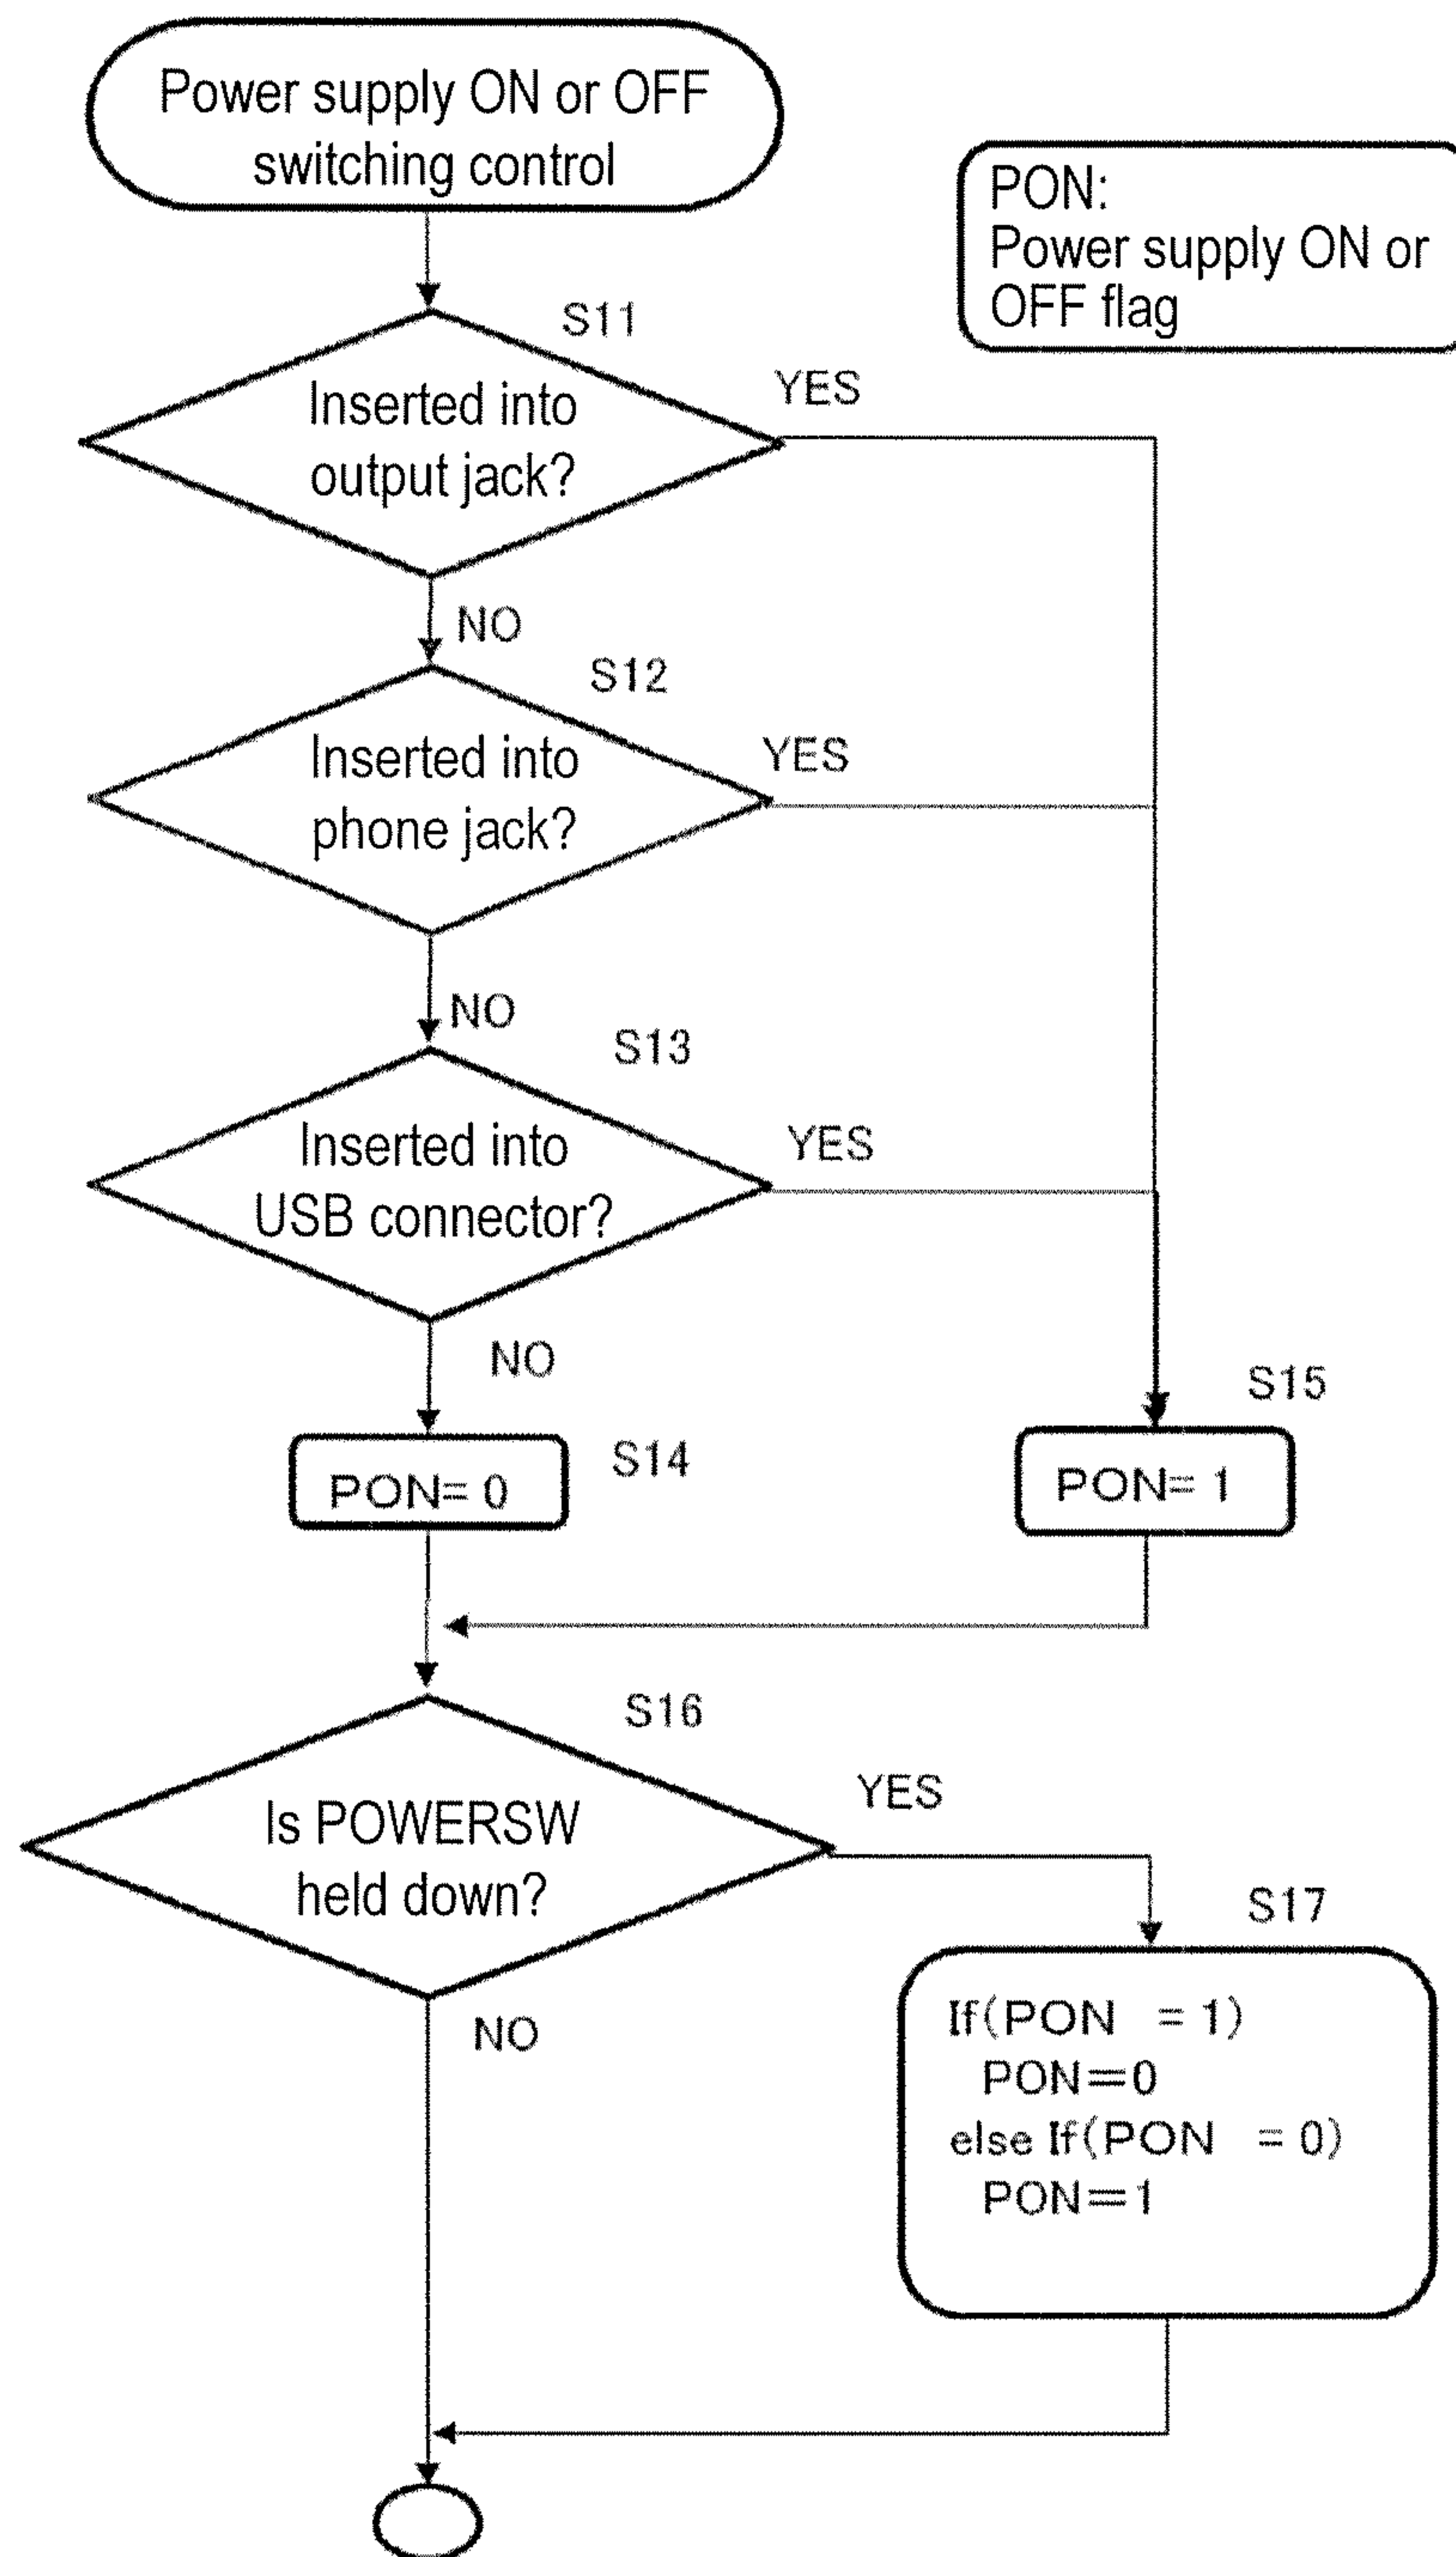 Power supply ON or OFF
switching control
PON:
Power supply ON or
OFF flag
S11
Inserted into
output jack?
YES
NO
S12
Inserted into
phone jack?
YES
NO
S13
Inserted into
USB connector?
YES
NO
S14
PON= 0
S15
PON= 1
S16
Is POWERSW
held down?
YES
NO
S17
If(PON = 1)
PON=0
else If(PON = 0)
PON=1